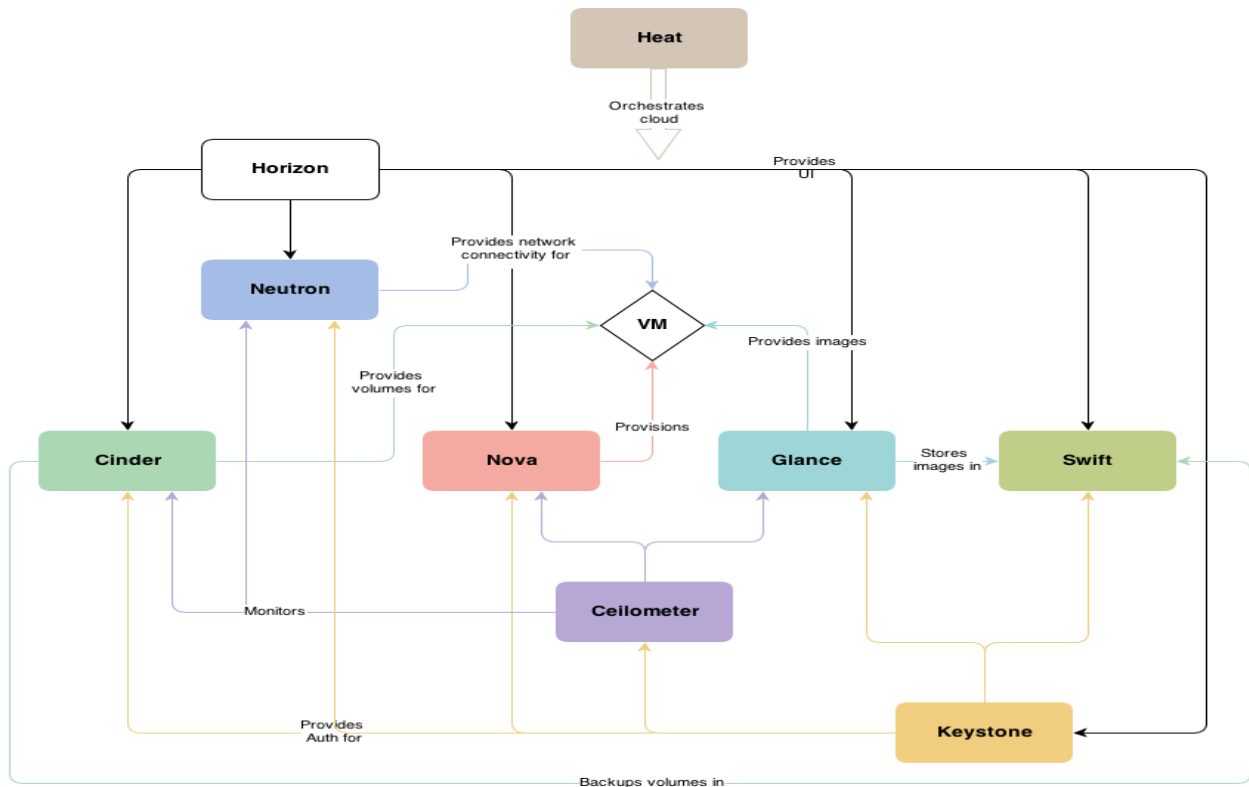 Heat
Orchestrates
cloud
Horizon
Provides
UI
Provides network
connectivity for
Neutron
VM
Provides images
Provides
volumes for
Provisions
Cinder
Nova
Glance
Stores
images in
Swift
Monitors
Ceilometer
Provides
Auth for
Keystone
Backups volumes in